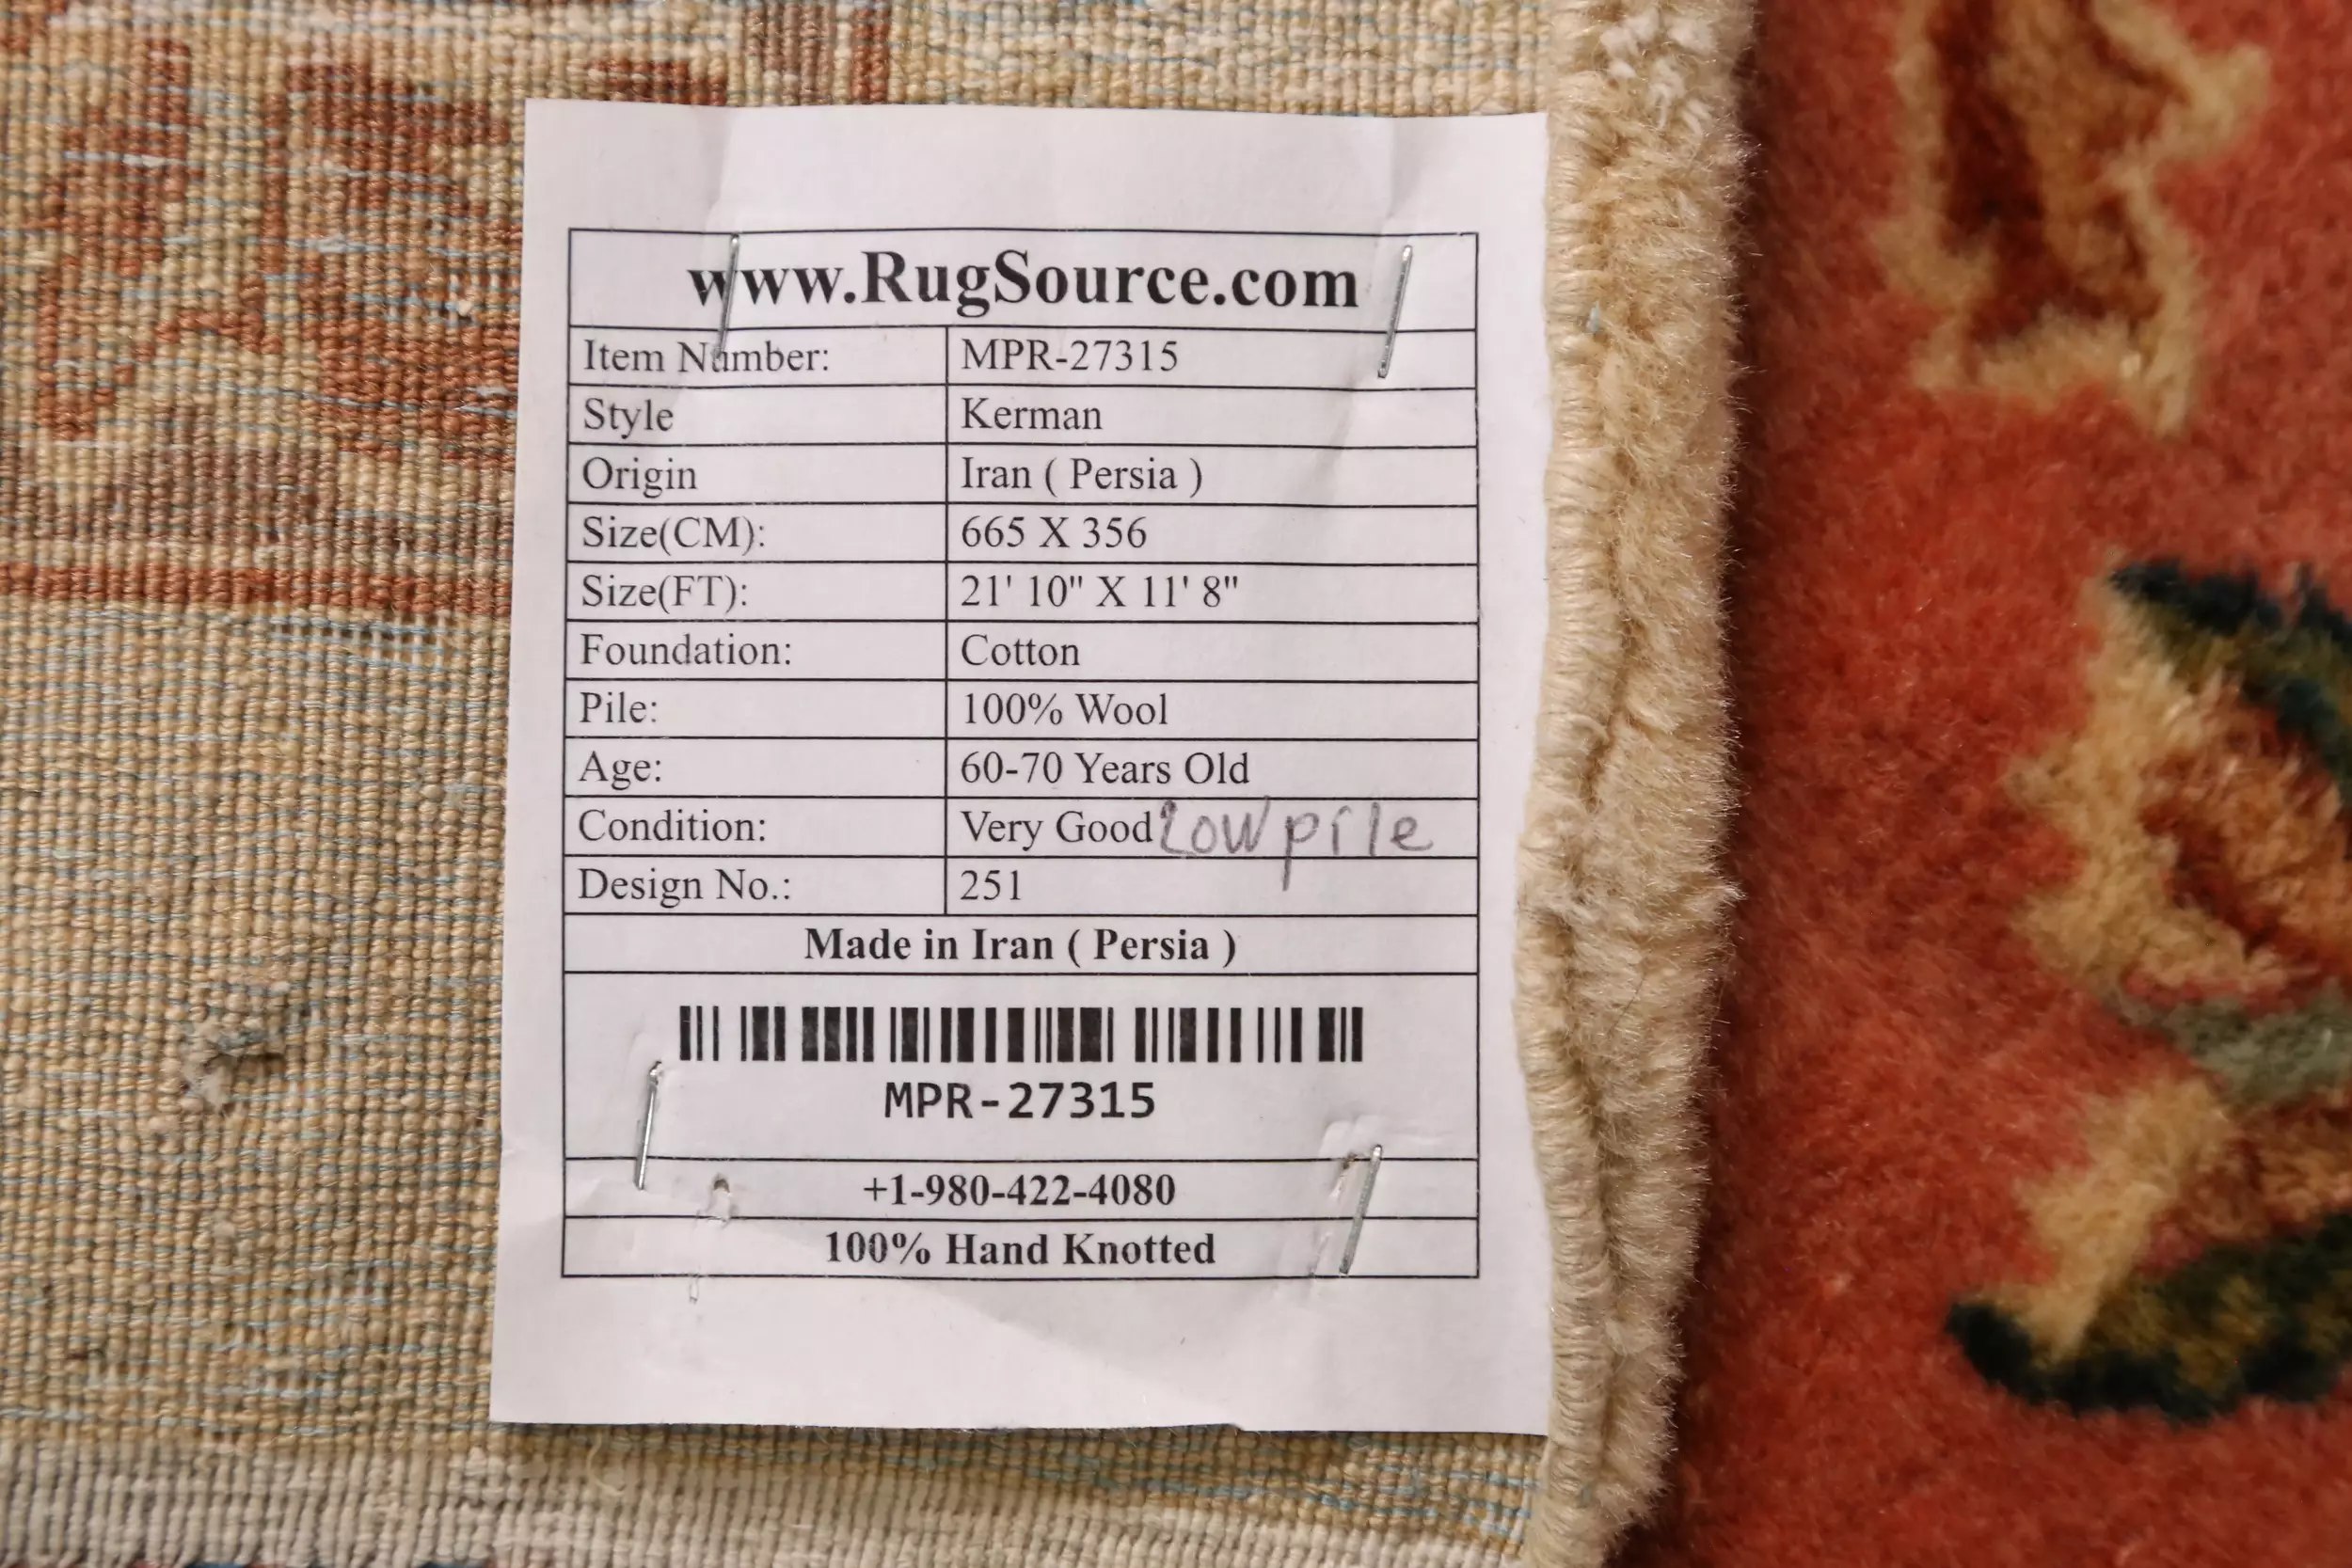 www.RugSource.com
Item Number: MPR-27315
Style Kerman
Origin Iran ( Persia )
Size(CM): 665 X 356
Size(FT): 21' 10" X 11' 8"
Foundation: Cotton
Pile: 100% Wool
Age: 60-70 Years Old
Condition: Very Good Low pile
Design No.: 251
Made in Iran ( Persia )
MPR-27315
+1-980-422-4080
100% Hand Knotted